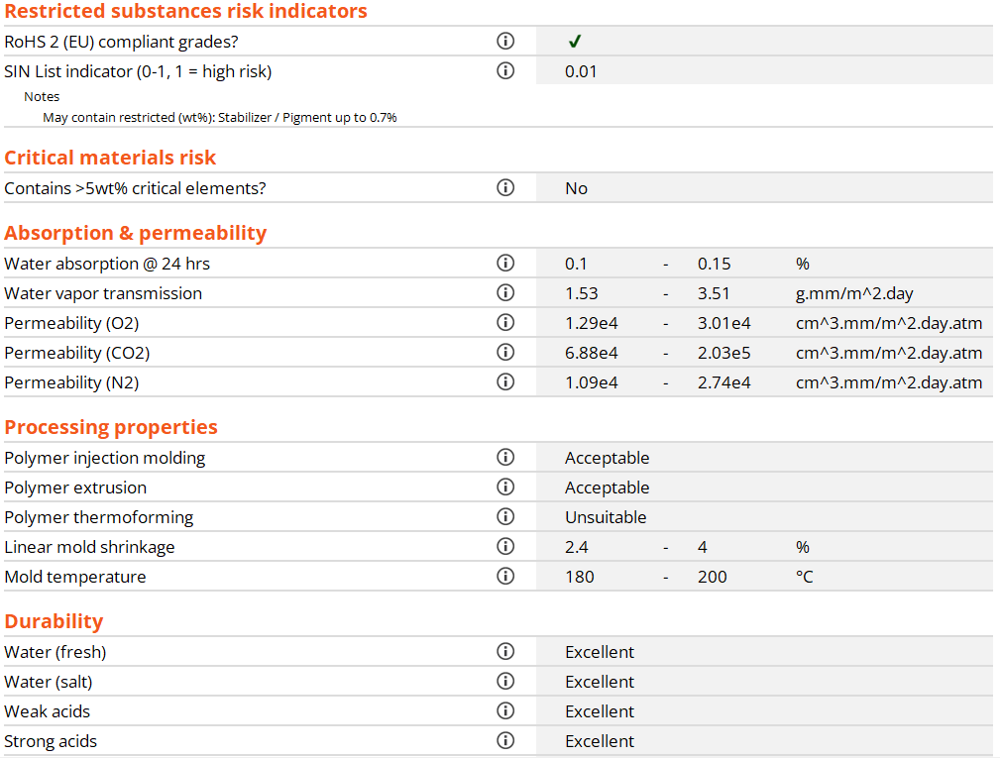 Restricted substances risk indicators
RoHS 2 (EU) compliant grades? ✔
SIN List indicator (0-1, 1 = high risk) 0.01
Notes
May contain restricted (wt%): Stabilizer / Pigment up to 0.7%
Critical materials risk
Contains >5wt% critical elements? No
Absorption & permeability
Water absorption @ 24 hrs 0.1 - 0.15 %
Water vapor transmission 1.53 - 3.51 g.mm/m^2.day
Permeability (O2) 1.29e4 - 3.01e4 cm^3.mm/m^2.day.atm
Permeability (CO2) 6.88e4 - 2.03e5 cm^3.mm/m^2.day.atm
Permeability (N2) 1.09e4 - 2.74e4 cm^3.mm/m^2.day.atm
Processing properties
Polymer injection molding Acceptable
Polymer extrusion Acceptable
Polymer thermoforming Unsuitable
Linear mold shrinkage 2.4 - 4 %
Mold temperature 180 - 200 °C
Durability
Water (fresh) Excellent
Water (salt) Excellent
Weak acids Excellent
Strong acids Excellent